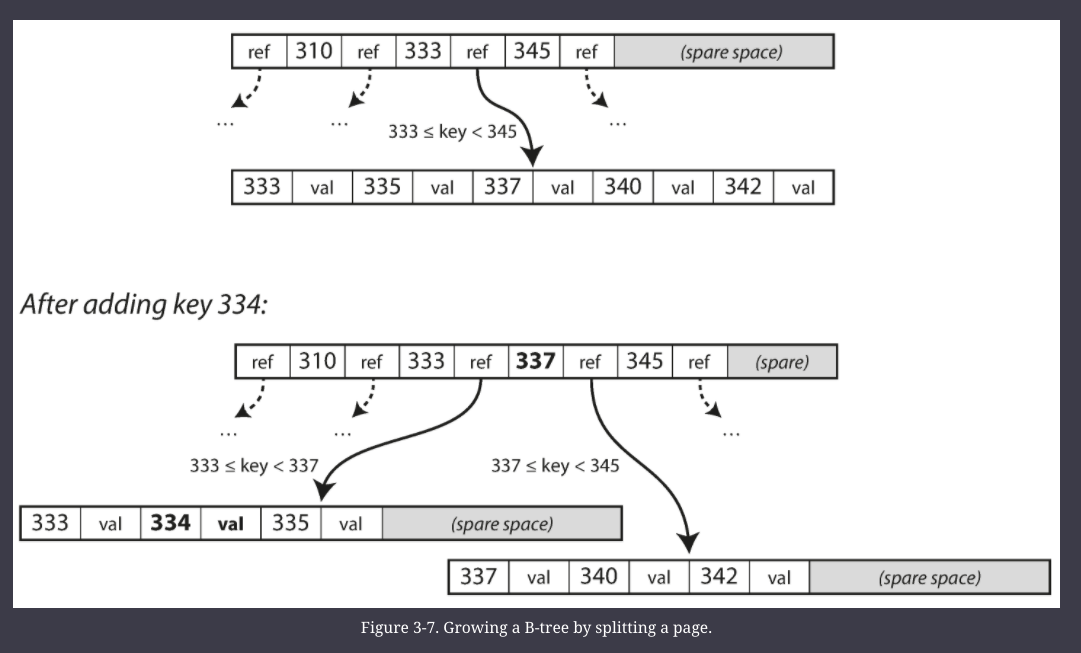 ref 310 ref 333 ref 345 ref (spare space)
... ... ...
333 ≤ key < 345
333 val 335 val 337 val 340 val 342 val
After adding key 334:
ref 310 ref 333 ref 337 ref 345 ref (spare)
... ... ...
333 ≤ key < 337 337 ≤ key < 345
333 val 334 val 335 val (spare space)
337 val 340 val 342 val (spare space)
Figure 3-7. Growing a B-tree by splitting a page.